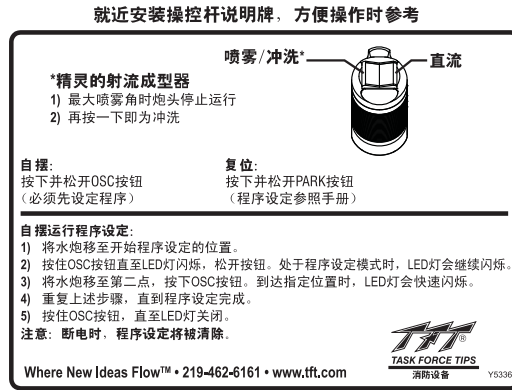 就近安装操控杆说明牌，方便操作时参考
喷雾/冲洗*
直流
*精灵的射流成型器
1) 最大喷雾角时炮头停止运行
2) 再按一下即为冲洗
自摆:
按下并松开OSC按钮
（必须先设定程序）
复位:
按下并松开PARK按钮
（程序设定参照手册）
自摆运行程序设定:
1) 将水炮移至开始程序设定的位置。
2) 按住OSC按钮直至LED灯闪烁，松开按钮。处于程序设定模式时，LED灯会继续闪烁。
3) 将水炮移至第二点，按下OSC按钮。到达指定位置时，LED灯会快速闪烁。
4) 重复上述步骤，直到程序设定完成。
5) 按住OSC按钮，直至LED灯关闭。
注意: 断电时，程序设定将被清除。
TFT
TASK FORCE TIPS
消防设备
Where New Ideas Flow™ • 219-462-6161 • www.tft.com
Y5336